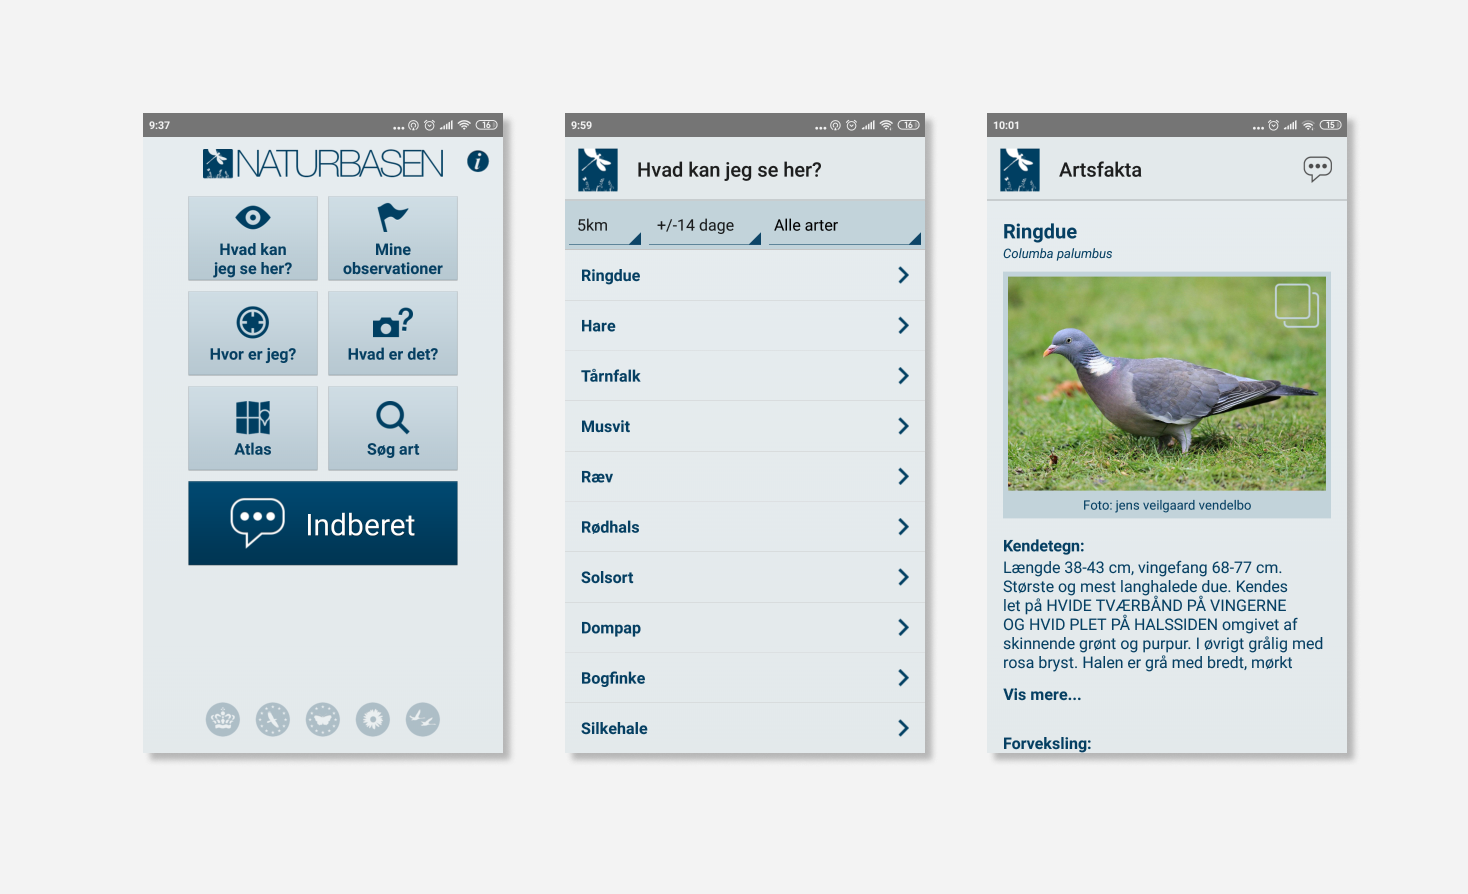 9:37
16
NATURBASEN
i
Hvad kan
jeg se her?
Mine
observationer
Hvor er jeg?
?
Hvad er det?
Atlas
Søg art
Indberet
9:59
16
Hvad kan jeg se her?
5km
+/-14 dage
Alle arter
Ringdue
Hare
Tårnfalk
Musvit
Ræv
Rødhals
Solsort
Dompap
Bogfinke
Silkehale
10:01
15
Artsfakta
Ringdue
Columba palumbus
Foto: jens veilgaard vendelbo
Kendetegn:
Længde 38-43 cm, vingefang 68-77 cm.
Største og mest langhalede due. Kendes
let på HVIDE TVÆRBÅND PÅ VINGERNE
OG HVID PLET PÅ HALSSIDEN omgivet af
skinnende grønt og purpur. I øvrigt grålig med
rosa bryst. Halen er grå med bredt, mørkt
Vis mere...
Forveksling: